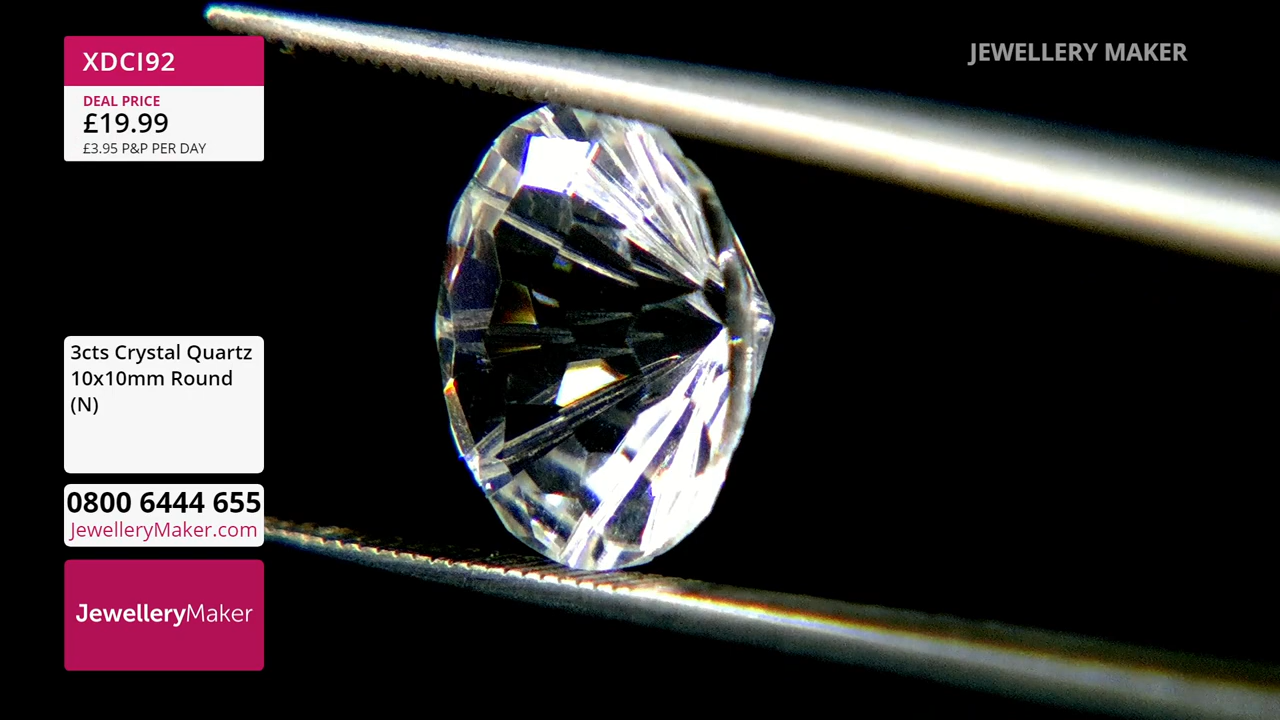 XDCI92
DEAL PRICE
£19.99
£3.95 P&P PER DAY
3cts Crystal Quartz
10x10mm Round
(N)
0800 6444 655
JewelleryMaker.com
JewelleryMaker
JEWELLERY MAKER